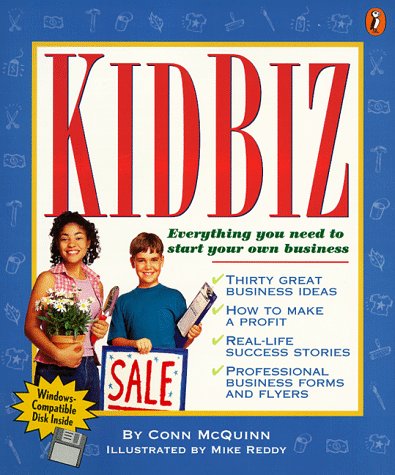 KIDBIZ
Everything you need to
start your own business
THIRTY GREAT
BUSINESS IDEAS
HOW TO MAKE
A PROFIT
REAL-LIFE
SUCCESS STORIES
PROFESSIONAL
BUSINESS FORMS
AND FLYERS
SALE
Windows-
Compatible
Disk Inside
BY CONN MCQUINN
ILLUSTRATED BY MIKE REDDY